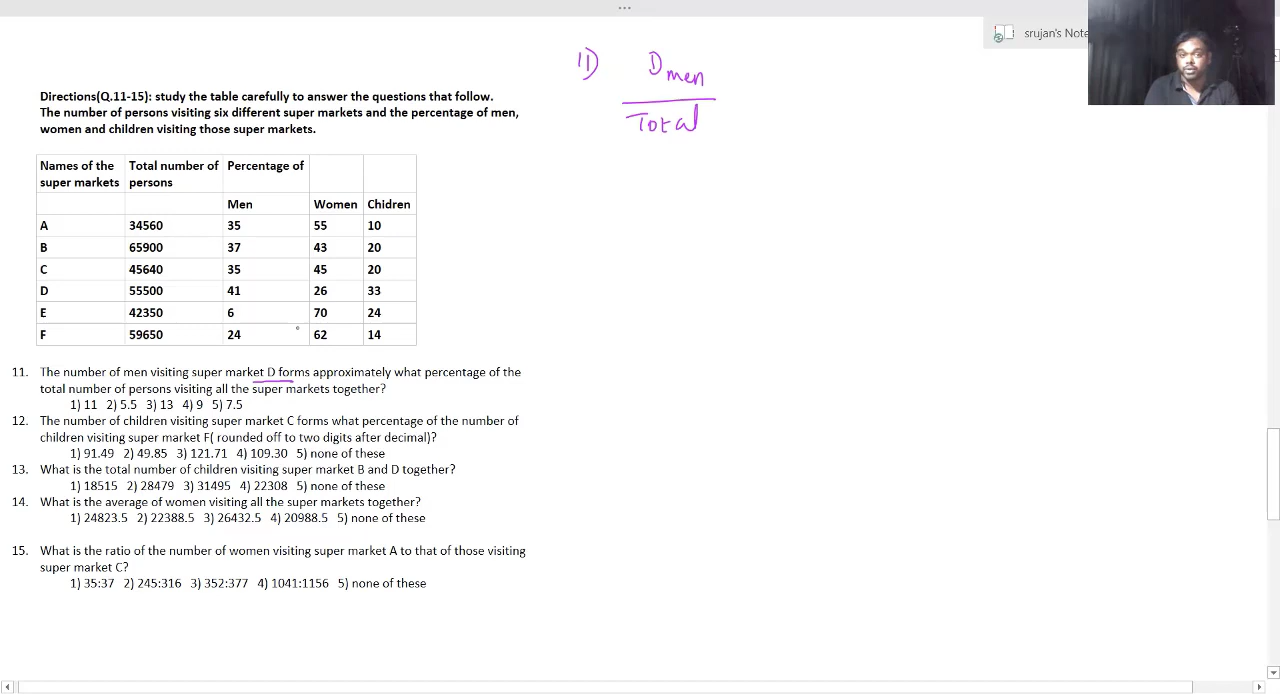 srujan's Note
11) D men
Total
Directions(Q.11-15): study the table carefully to answer the questions that follow.
The number of persons visiting six different super markets and the percentage of men,
women and children visiting those super markets.
Names of the super markets Total number of persons Percentage of
Men Women Chidren
A 34560 35 55 10
B 65900 37 43 20
C 45640 35 45 20
D 55500 41 26 33
E 42350 6 70 24
F 59650 24 62 14
11. The number of men visiting super market D forms approximately what percentage of the
total number of persons visiting all the super markets together?
1) 11 2) 5.5 3) 13 4) 9 5) 7.5
12. The number of children visiting super market C forms what percentage of the number of
children visiting super market F( rounded off to two digits after decimal)?
1) 91.49 2) 49.85 3) 121.71 4) 109.30 5) none of these
13. What is the total number of children visiting super market B and D together?
1) 18515 2) 28479 3) 31495 4) 22308 5) none of these
14. What is the average of women visiting all the super markets together?
1) 24823.5 2) 22388.5 3) 26432.5 4) 20988.5 5) none of these
15. What is the ratio of the number of women visiting super market A to that of those visiting
super market C?
1) 35:37 2) 245:316 3) 352:377 4) 1041:1156 5) none of these